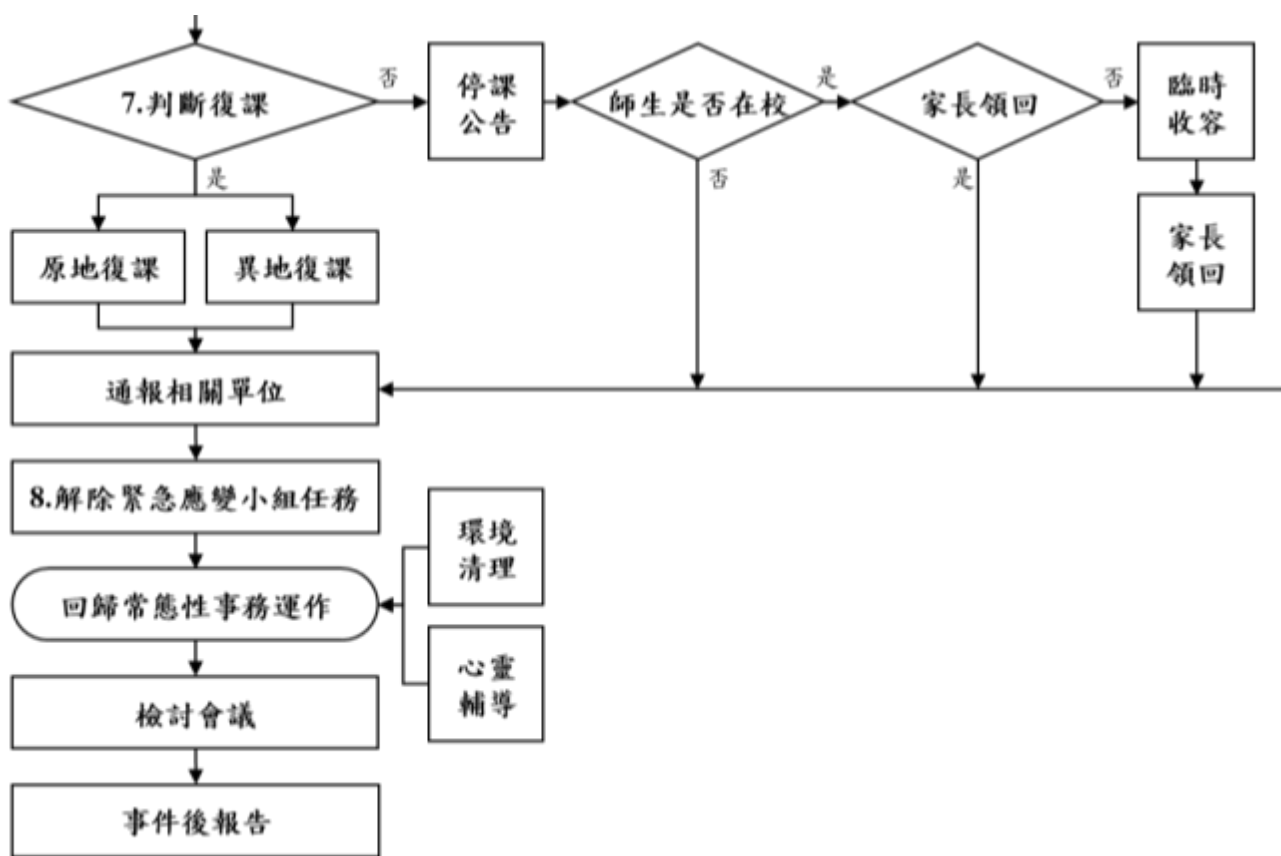 7.判斷復課
否
停課
公告
師生是否在校
是
家長領回
否
臨時
收容
是
否
是
家長
領回
原地復課
異地復課
通報相關單位
8.解除緊急應變小組任務
環境
清理
回歸常態性事務運作
心靈
輔導
檢討會議
事件後報告